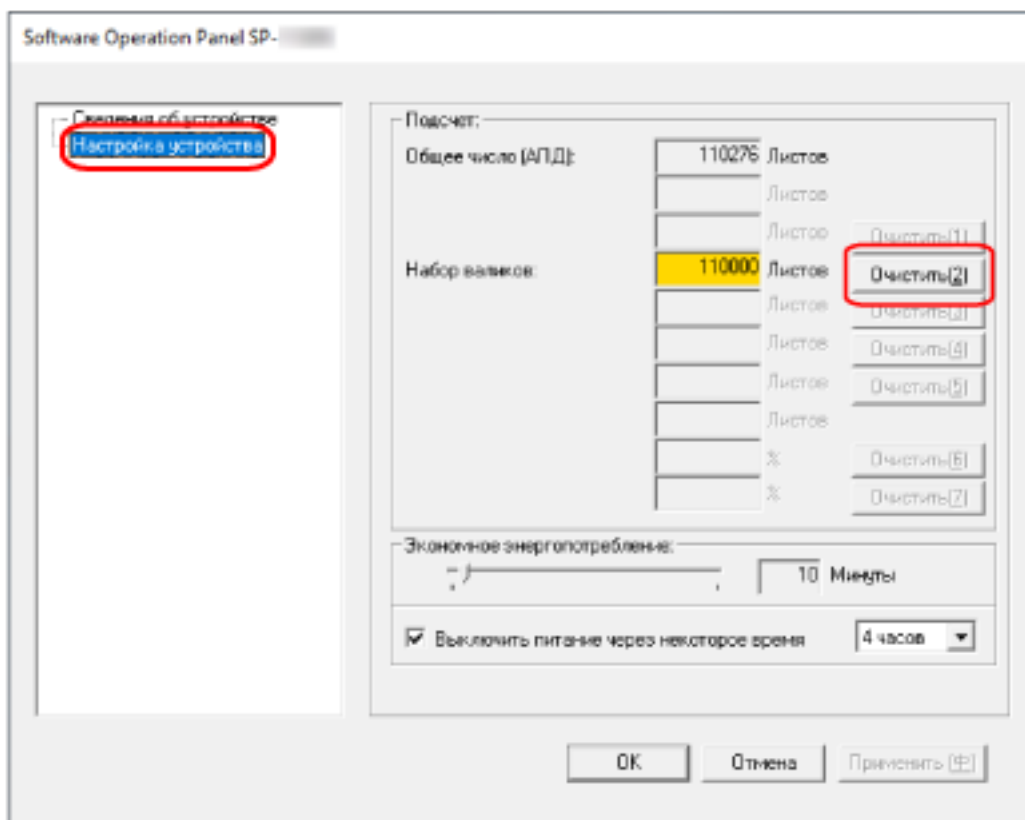 Software Operation Panel SP-
Сведения об устройстве
Настройка устройства
Подсчет:
Общее число (АПД): 110276 Листов
Листов
Листов Очистить(1)
Набор валиков: 110000 Листов Очистить(2)
Листов Очистить(3)
Листов Очистить(4)
Листов Очистить(5)
Листов
% Очистить(6)
% Очистить(7)
Экономное энергопотребление:
10 Минуты
Выключить питание через некоторое время 4 часов
OK Отмена Применить (中)